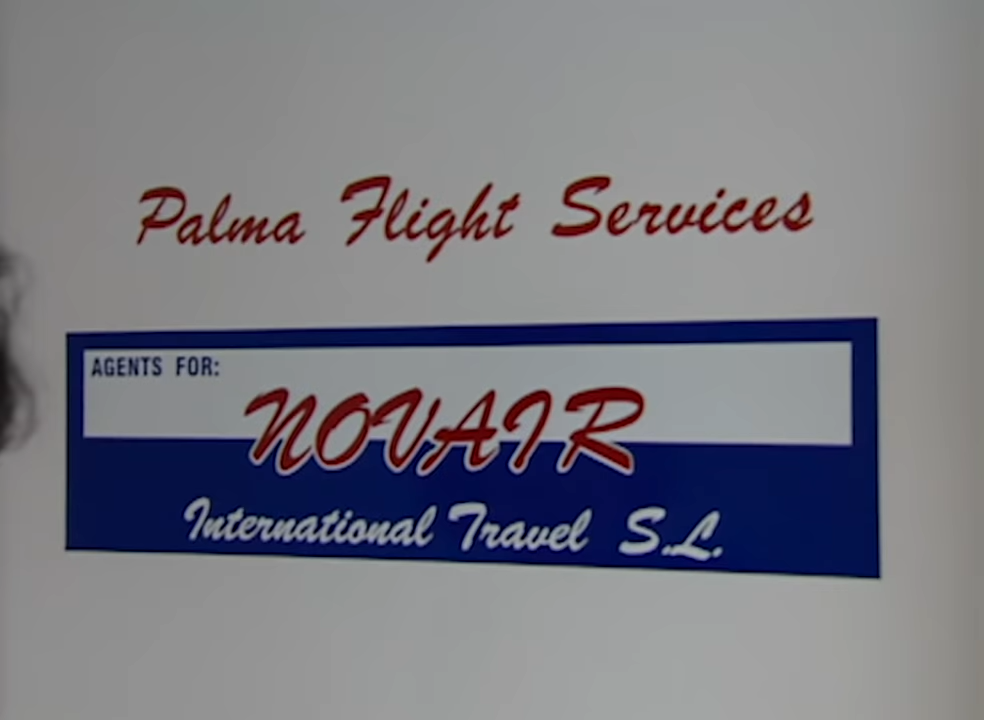 Palma Flight Services
AGENTS FOR:
NOVAIR
International Travel S.L.